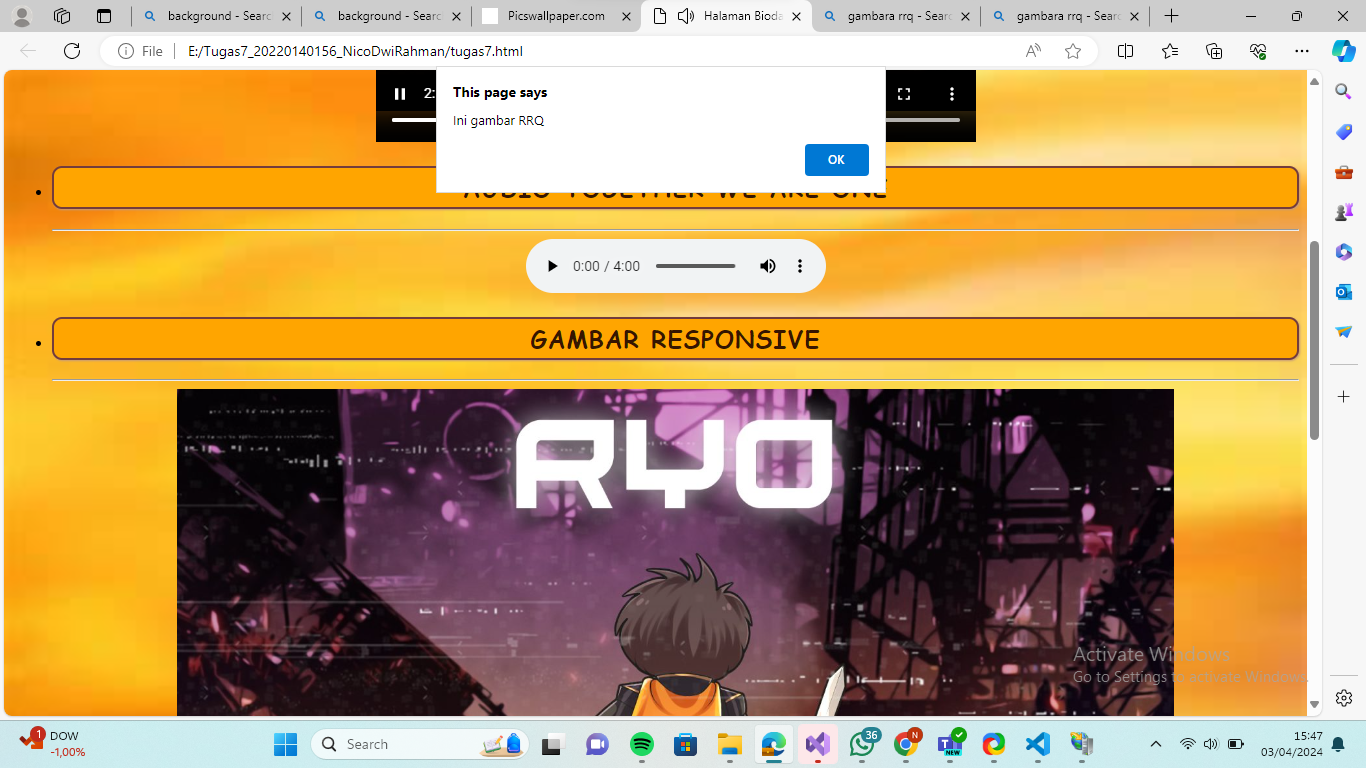 background - Searc
background - Searc
Picswallpaper.com
Halaman Bioda
gambara rrq - Searc
gambara rrq - Searc
File
E:/Tugas7_20220140156_NicoDwiRahman/tugas7.html
This page says
Ini gambar RRQ
OK
2:
AUDIO TOGETHER WE ARE ONE
0:00 / 4:00
GAMBAR RESPONSIVE
RYO
Activate Windows
Go to Settings to activate Windows.
1
DOW
-1,00%
Search
36
N
NEW
15:47
03/04/2024